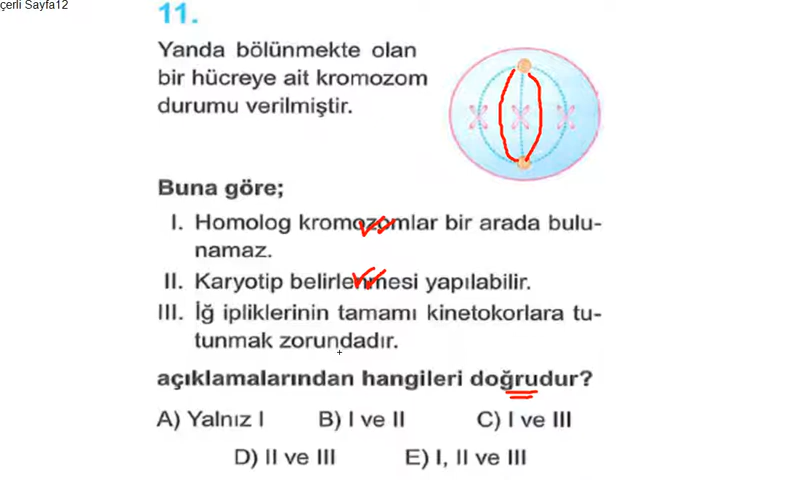 çerli Sayfa12
11.
Yanda bölünmekte olan
bir hücreye ait kromozom
durumu verilmiştir.
Buna göre;
I. Homolog kromozomlar bir arada bulu-
namaz.
II. Karyotip belirlenmesi yapılabilir.
III. İğ ipliklerinin tamamı kinetokorlara tu-
tunmak zorundadır.
açıklamalarından hangileri doğrudur?
A) Yalnız I B) I ve II C) I ve III
D) II ve III E) I, II ve III